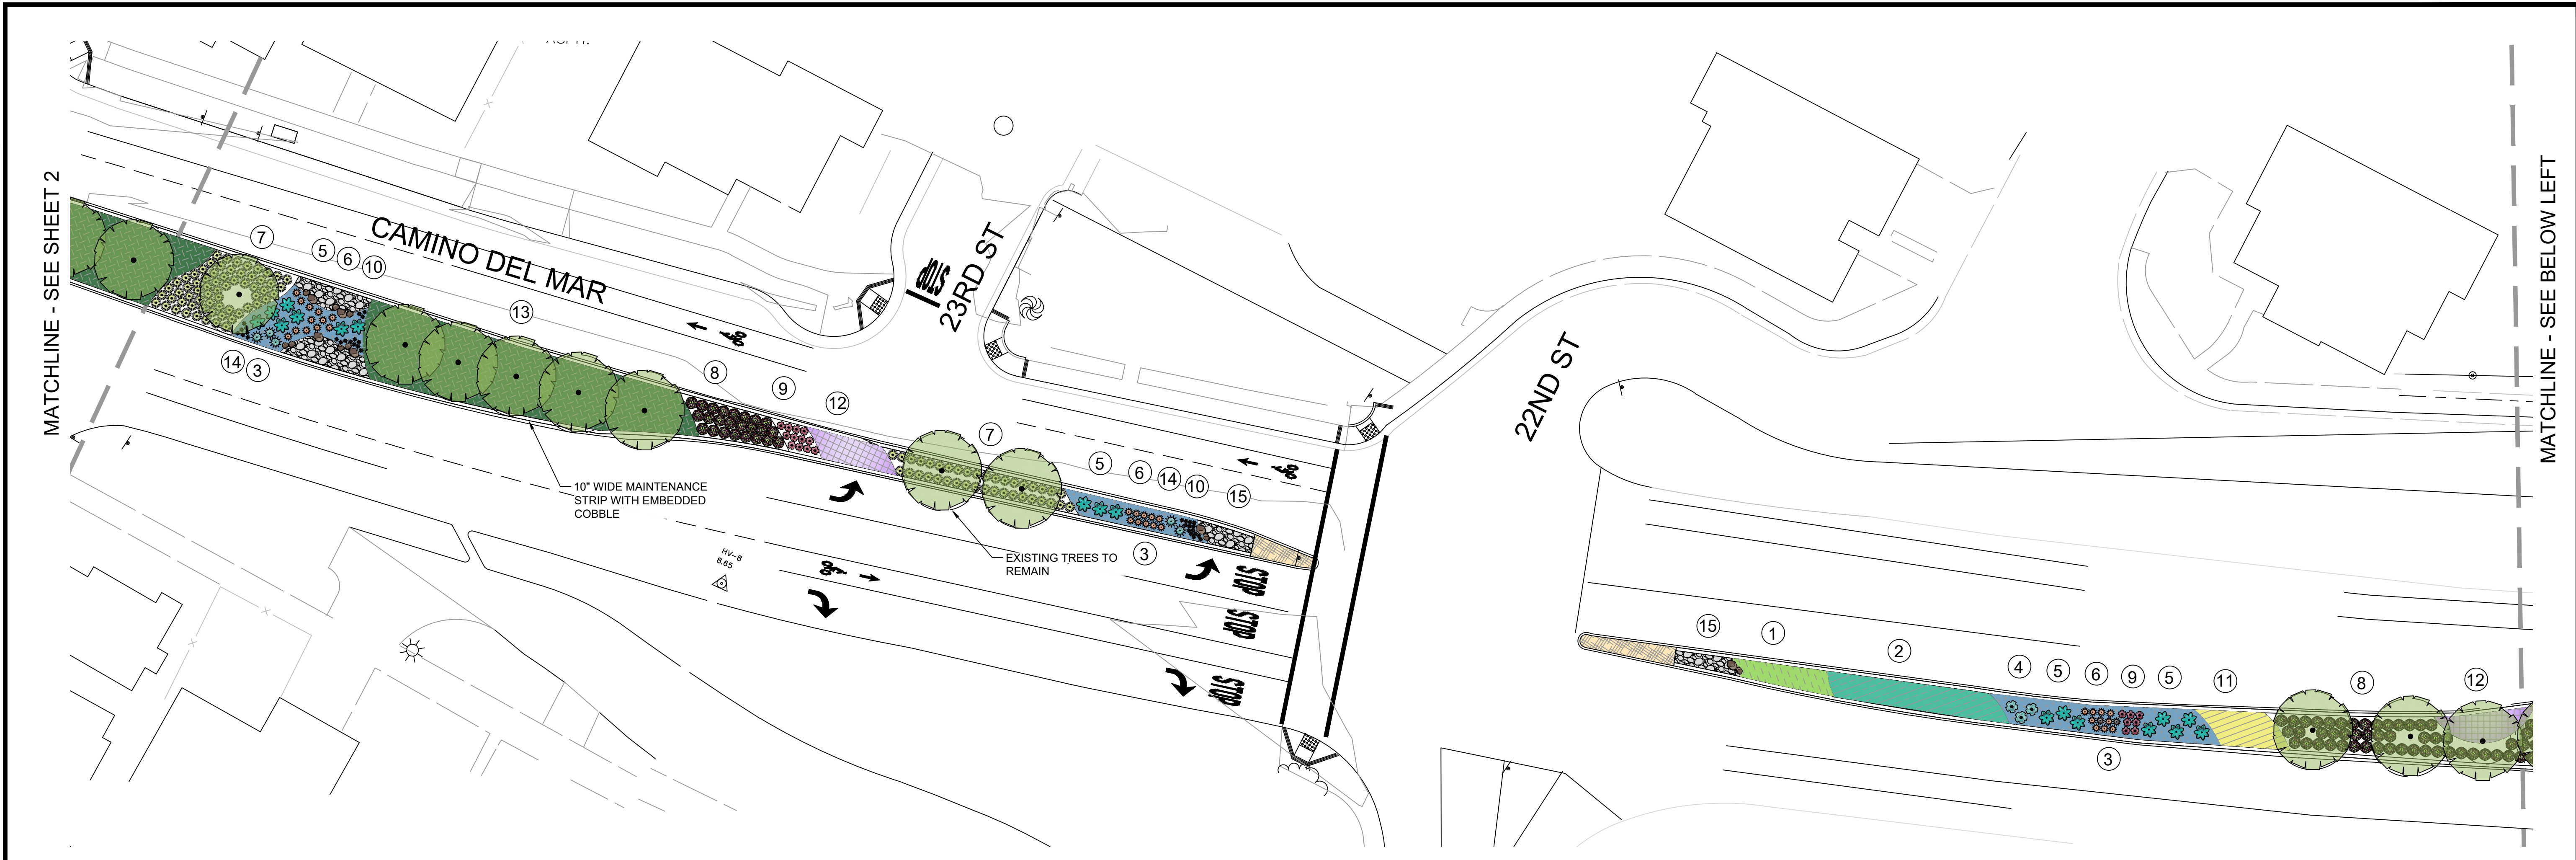 MATCHLINE - SEE SHEET 2
7
5
6
10
CAMINO DEL MAR
13
14
3
8
9
12
10" WIDE MAINTENANCE
STRIP WITH EMBEDDED
COBBLE
STOP
23RD ST
7
5
6
14
10
15
3
EXISTING TREES TO
REMAIN
HV-8
8.65
STOP
STOP
STOP
22ND ST
15
1
2
4
5
6
9
5
11
8
12
3
MATCHLINE - SEE BELOW LEFT